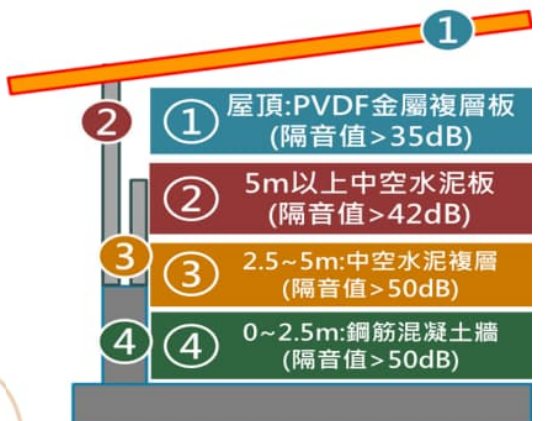 ①
②
① 屋頂:PVDF金屬複層板
(隔音值>35dB)
② 5m以上中空水泥板
(隔音值>42dB)
③
③ 2.5~5m:中空水泥複層
(隔音值>50dB)
④
④ 0~2.5m:鋼筋混凝土牆
(隔音值>50dB)